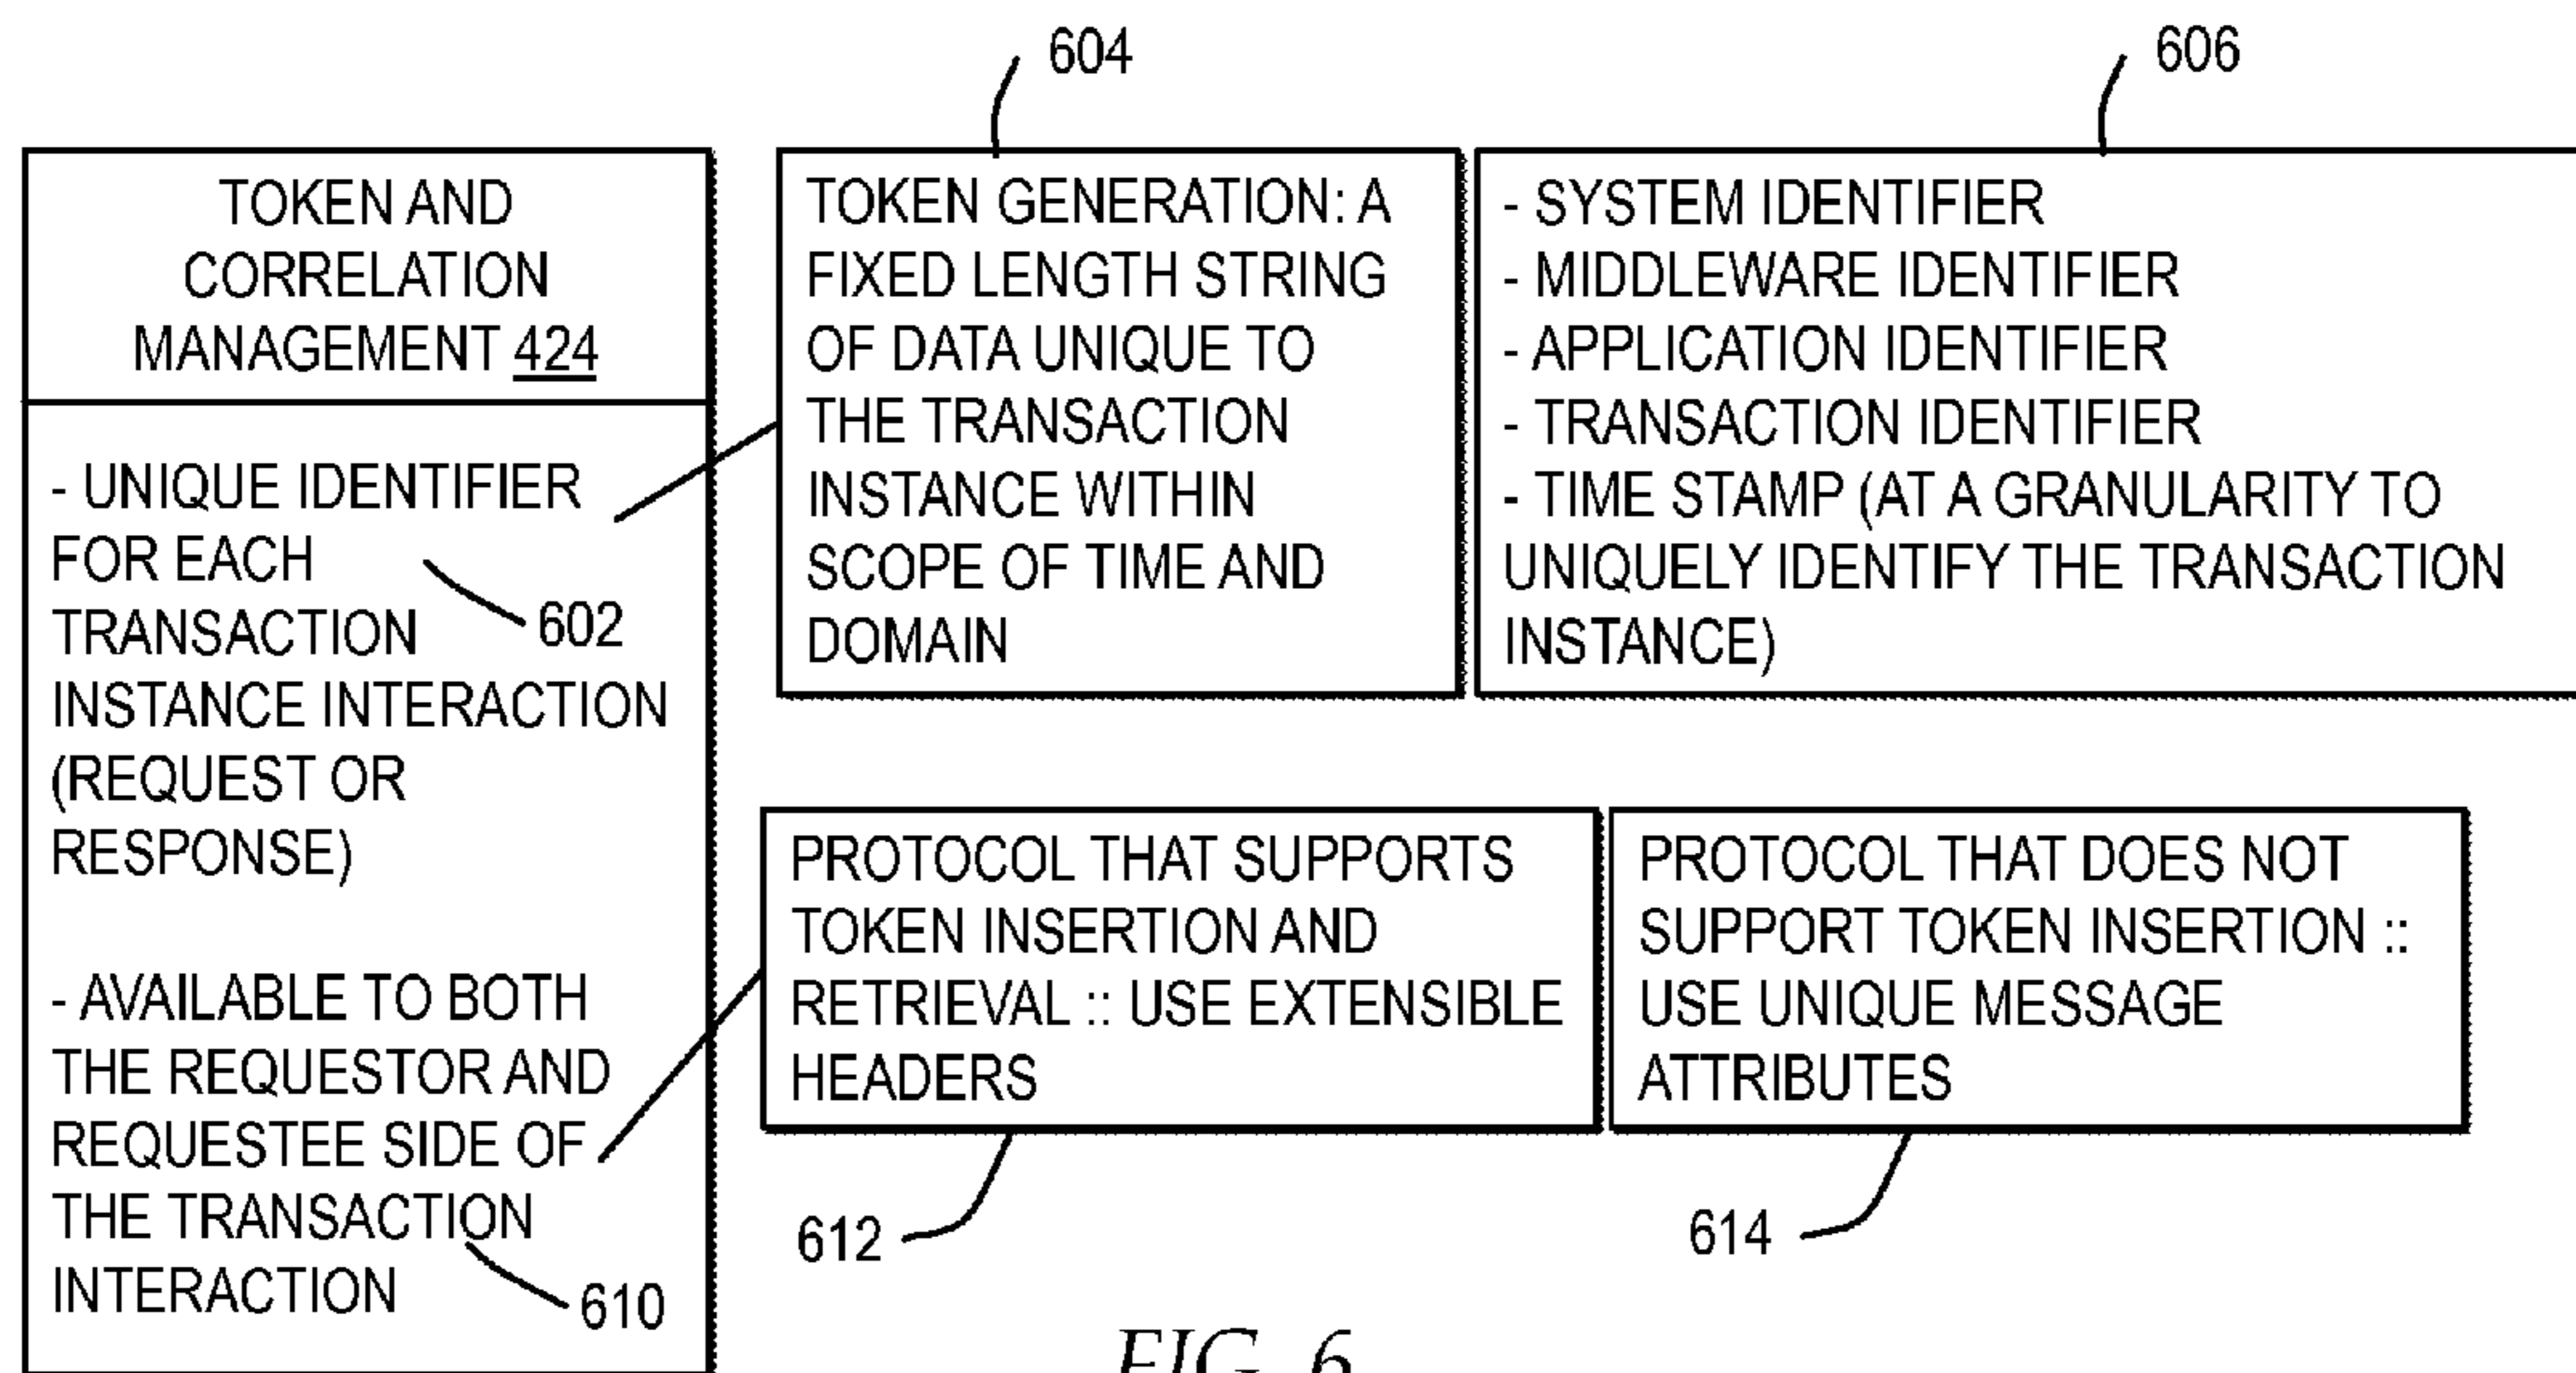 604
606
TOKEN AND
CORRELATION
MANAGEMENT 424
- UNIQUE IDENTIFIER
FOR EACH
TRANSACTION
602
INSTANCE INTERACTION
(REQUEST OR
RESPONSE)
- AVAILABLE TO BOTH
THE REQUESTOR AND
REQUESTEE SIDE OF
THE TRANSACTION
INTERACTION
610
TOKEN GENERATION: A
FIXED LENGTH STRING
OF DATA UNIQUE TO
THE TRANSACTION
INSTANCE WITHIN
SCOPE OF TIME AND
DOMAIN
- SYSTEM IDENTIFIER
- MIDDLEWARE IDENTIFIER
- APPLICATION IDENTIFIER
- TRANSACTION IDENTIFIER
- TIME STAMP (AT A GRANULARITY TO
UNIQUELY IDENTIFY THE TRANSACTION
INSTANCE)
PROTOCOL THAT SUPPORTS
TOKEN INSERTION AND
RETRIEVAL :: USE EXTENSIBLE
HEADERS
PROTOCOL THAT DOES NOT
SUPPORT TOKEN INSERTION ::
USE UNIQUE MESSAGE
ATTRIBUTES
612
614
FIG. 6